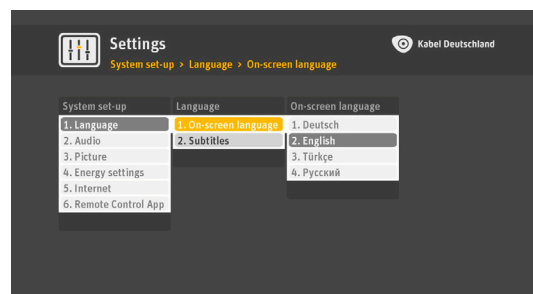 Settings
Kabel Deutschland
System set-up > Language > On-screen language
System set-up
Language
On-screen language
1. Language
1. On-screen language
1. Deutsch
2. Audio
2. Subtitles
2. English
3. Picture
3. Türkçe
4. Energy settings
4. Русский
5. Internet
6. Remote Control App